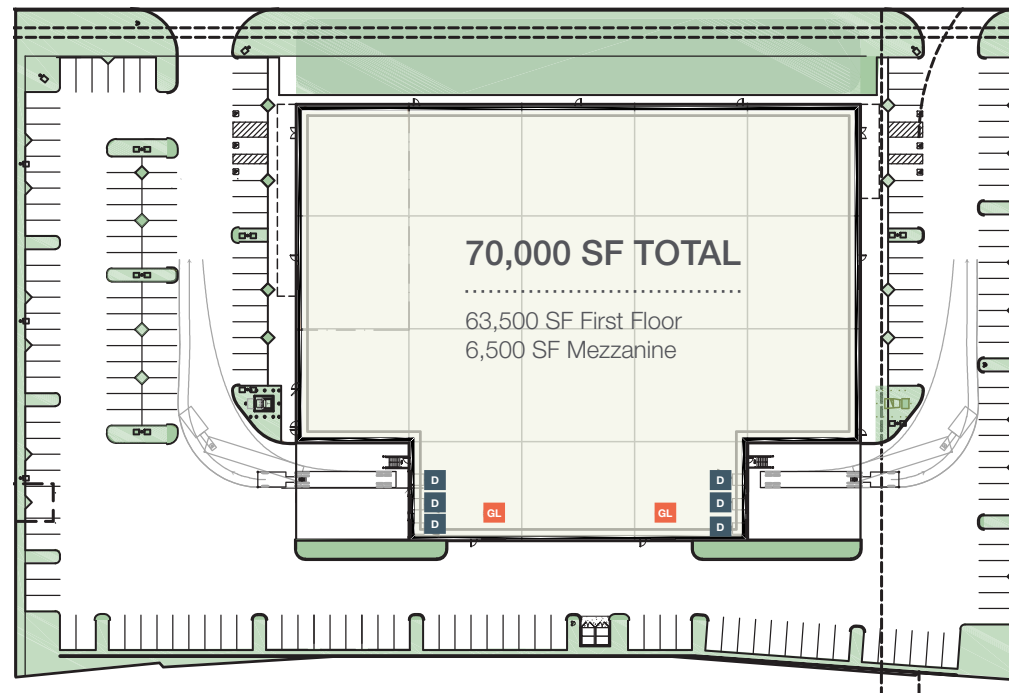 70,000 SF TOTAL
63,500 SF First Floor
6,500 SF Mezzanine
D
D
D
D
D
D
GL
GL